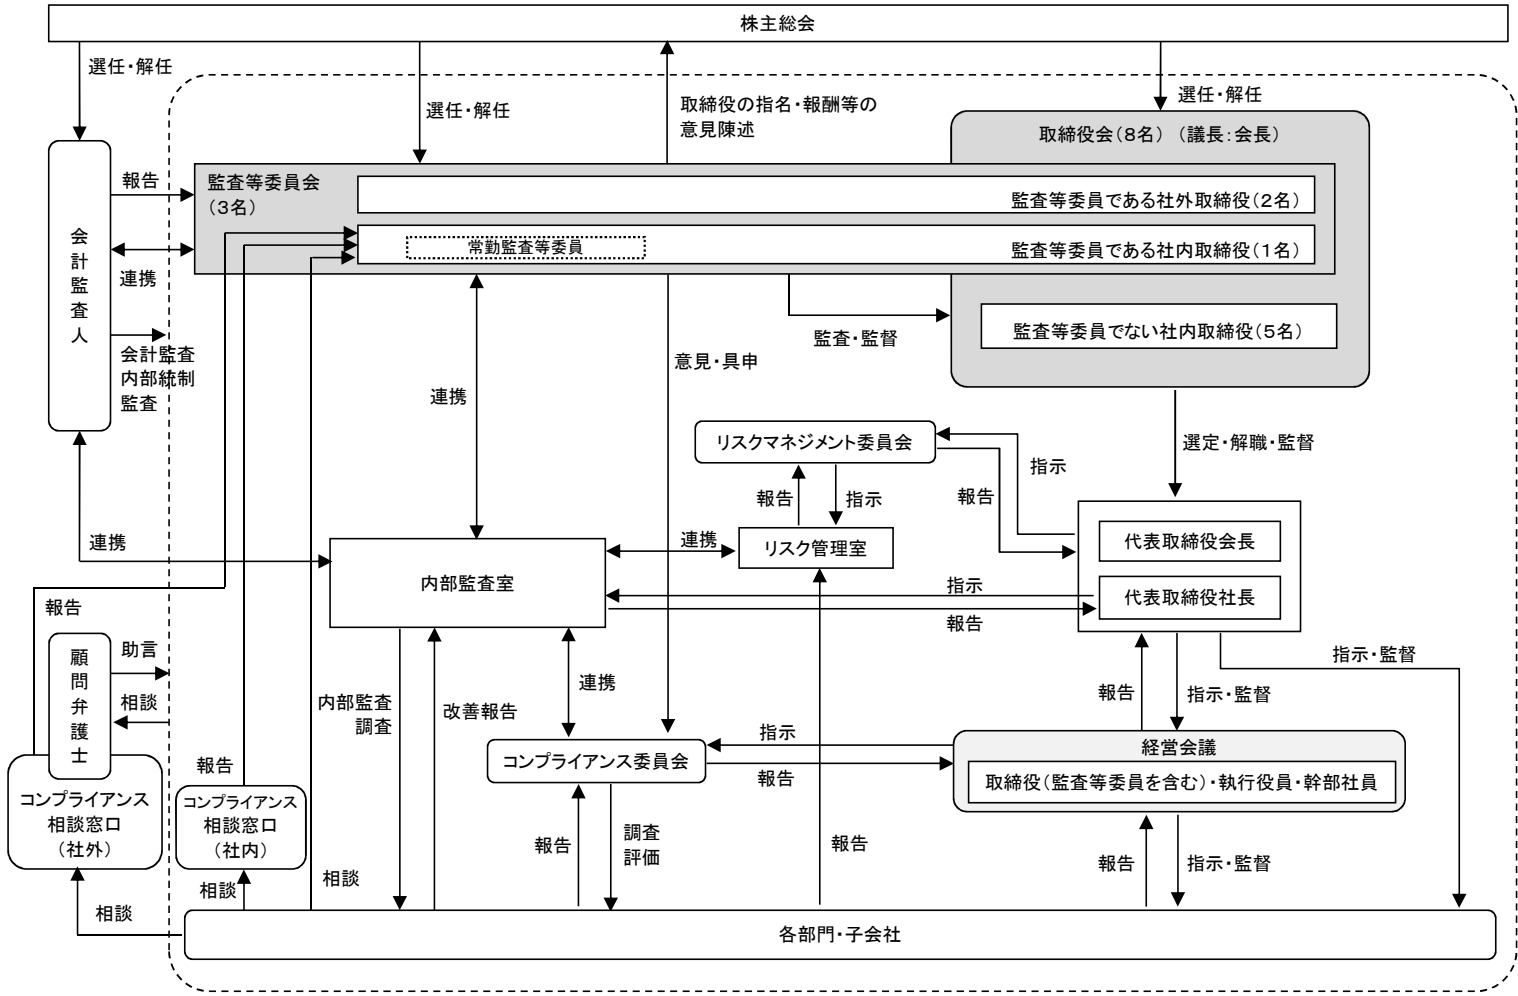 株主総会
選任・解任
選任・解任
取締役の指名・報酬等の
意見陳述
選任・解任
取締役会（８名）（議長：会長）
監査等委員会
（３名）
監査等委員である社外取締役（２名）
常勤監査等委員
監査等委員である社内取締役（１名）
監査等委員でない社内取締役（５名）
会計監査人
報告
連携
会計監査
内部統制
監査
監査・監督
意見・具申
連携
選定・解職・監督
リスクマネジメント委員会
指示
報告
報告
指示
リスク管理室
連携
連携
内部監査室
代表取締役会長
代表取締役社長
指示
報告
報告
顧問弁護士
助言
相談
内部監査
調査
改善報告
連携
指示・監督
報告
指示・監督
コンプライアンス委員会
指示
報告
経営会議
取締役（監査等委員を含む）・執行役員・幹部社員
報告
コンプライアンス
相談窓口
（社外）
コンプライアンス
相談窓口
（社内）
報告
調査
評価
報告
報告
指示・監督
相談
相談
相談
各部門・子会社